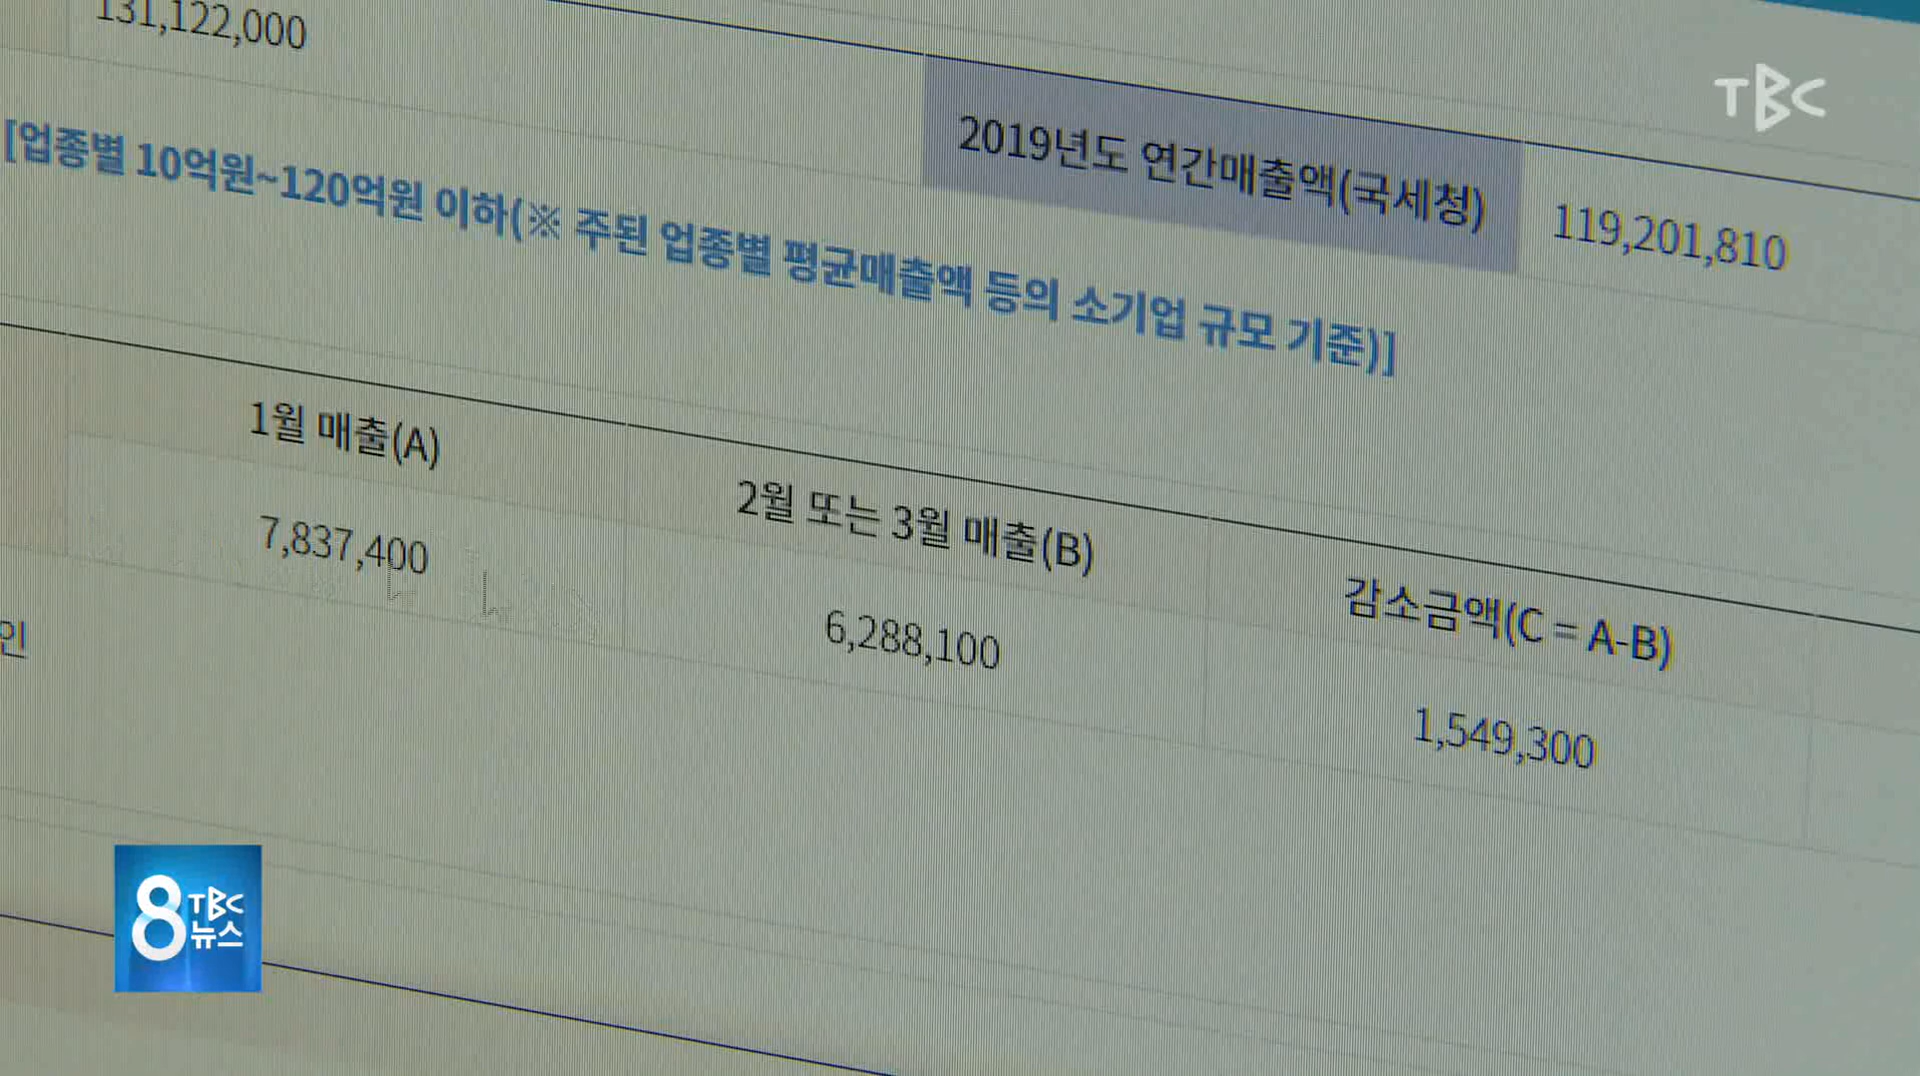 131,122,000
TBC
2019년도 연간매출액(국세청)
119,201,810
[업종별 10억원~120억원 이하(※ 주된 업종별 평균매출액 등의 소기업 규모 기준)]
1월 매출(A)
2월 또는 3월 매출(B)
감소금액(C = A-B)
7,837,400
6,288,100
1,549,300
인
8 TBC
뉴스